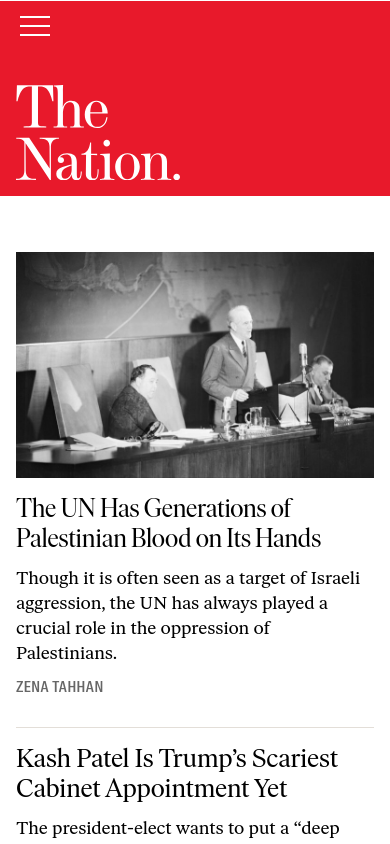 The
Nation.
The UN Has Generations of
Palestinian Blood on Its Hands
Though it is often seen as a target of Israeli
aggression, the UN has always played a
crucial role in the oppression of
Palestinians.
ZENA TAHHAN
Kash Patel Is Trump’s Scariest
Cabinet Appointment Yet
The president-elect wants to put a “deep